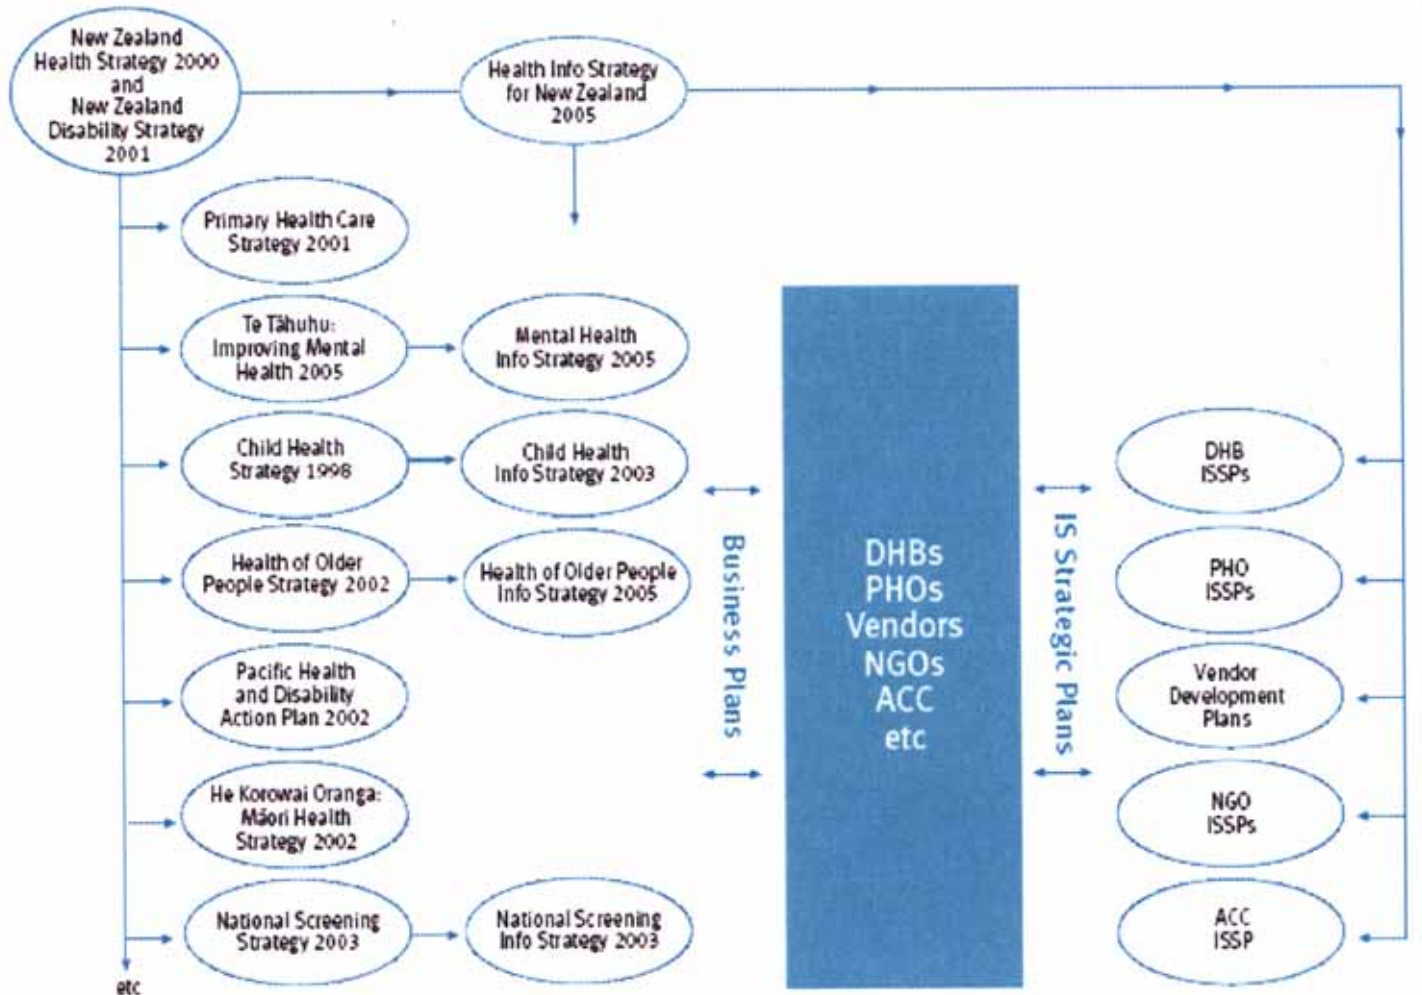 New Zealand
Health Strategy 2000
and
New Zealand
Disability Strategy
2001
Health Info Strategy
for New Zealand
2005
Primary Health Care
Strategy 2001
Te Tāhuhu:
Improving Mental
Health 2005
Mental Health
Info Strategy 2005
Child Health
Strategy 1998
Child Health
Info Strategy 2003
Health of Older
People Strategy 2002
Health of Older People
Info Strategy 2005
Pacific Health
and Disability
Action Plan 2002
He Korowai Oranga:
Māori Health
Strategy 2002
National Screening
Strategy 2003
National Screening
Info Strategy 2003
etc
Business Plans
DHBs
PHOs
Vendors
NGOs
ACC
etc
IS Strategic Plans
DHB
ISSPs
PHO
ISSPs
Vendor
Development
Plans
NGO
ISSPs
ACC
ISSP